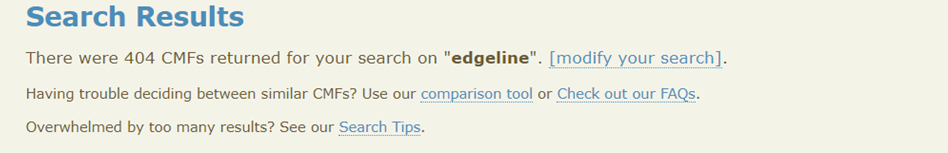 Search Results
There were 404 CMFs returned for your search on "edgeline". [modify your search].
Having trouble deciding between similar CMFs? Use our comparison tool or Check out our FAQs.
Overwhelmed by too many results? See our Search Tips.